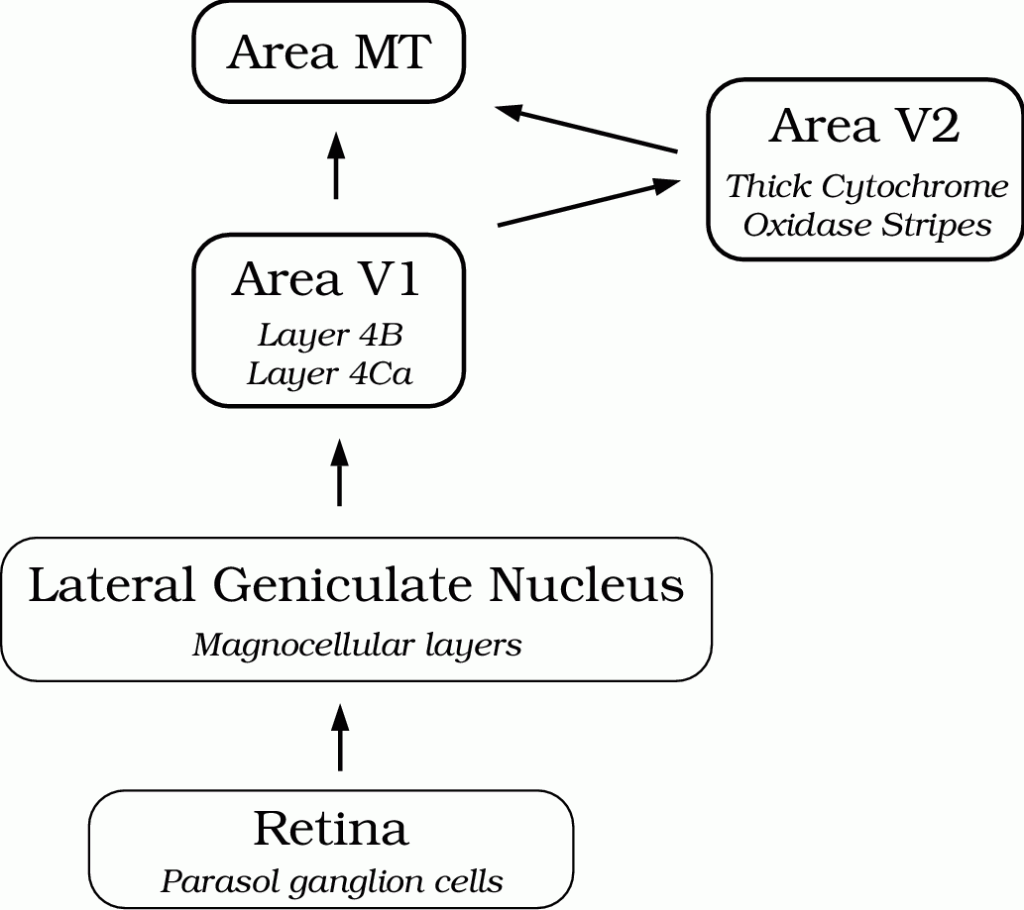 Area MT
Area V2
Thick Cytochrome
Oxidase Stripes
Area V1
Layer 4B
Layer 4Ca
Lateral Geniculate Nucleus
Magnocellular layers
Retina
Parasol ganglion cells